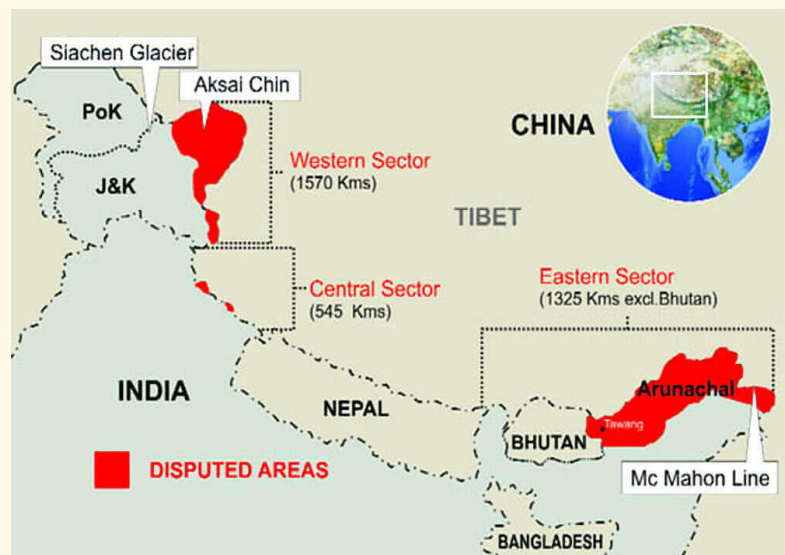 Siachen Glacier
Aksai Chin
PoK
CHINA
Western Sector
(1570 Kms)
J&K
TIBET
Eastern Sector
(1325 Kms excl.Bhutan)
Central Sector
(545 Kms)
INDIA
Arunachal
NEPAL
Tawang
BHUTAN
DISPUTED AREAS
Mc Mahon Line
BANGLADESH